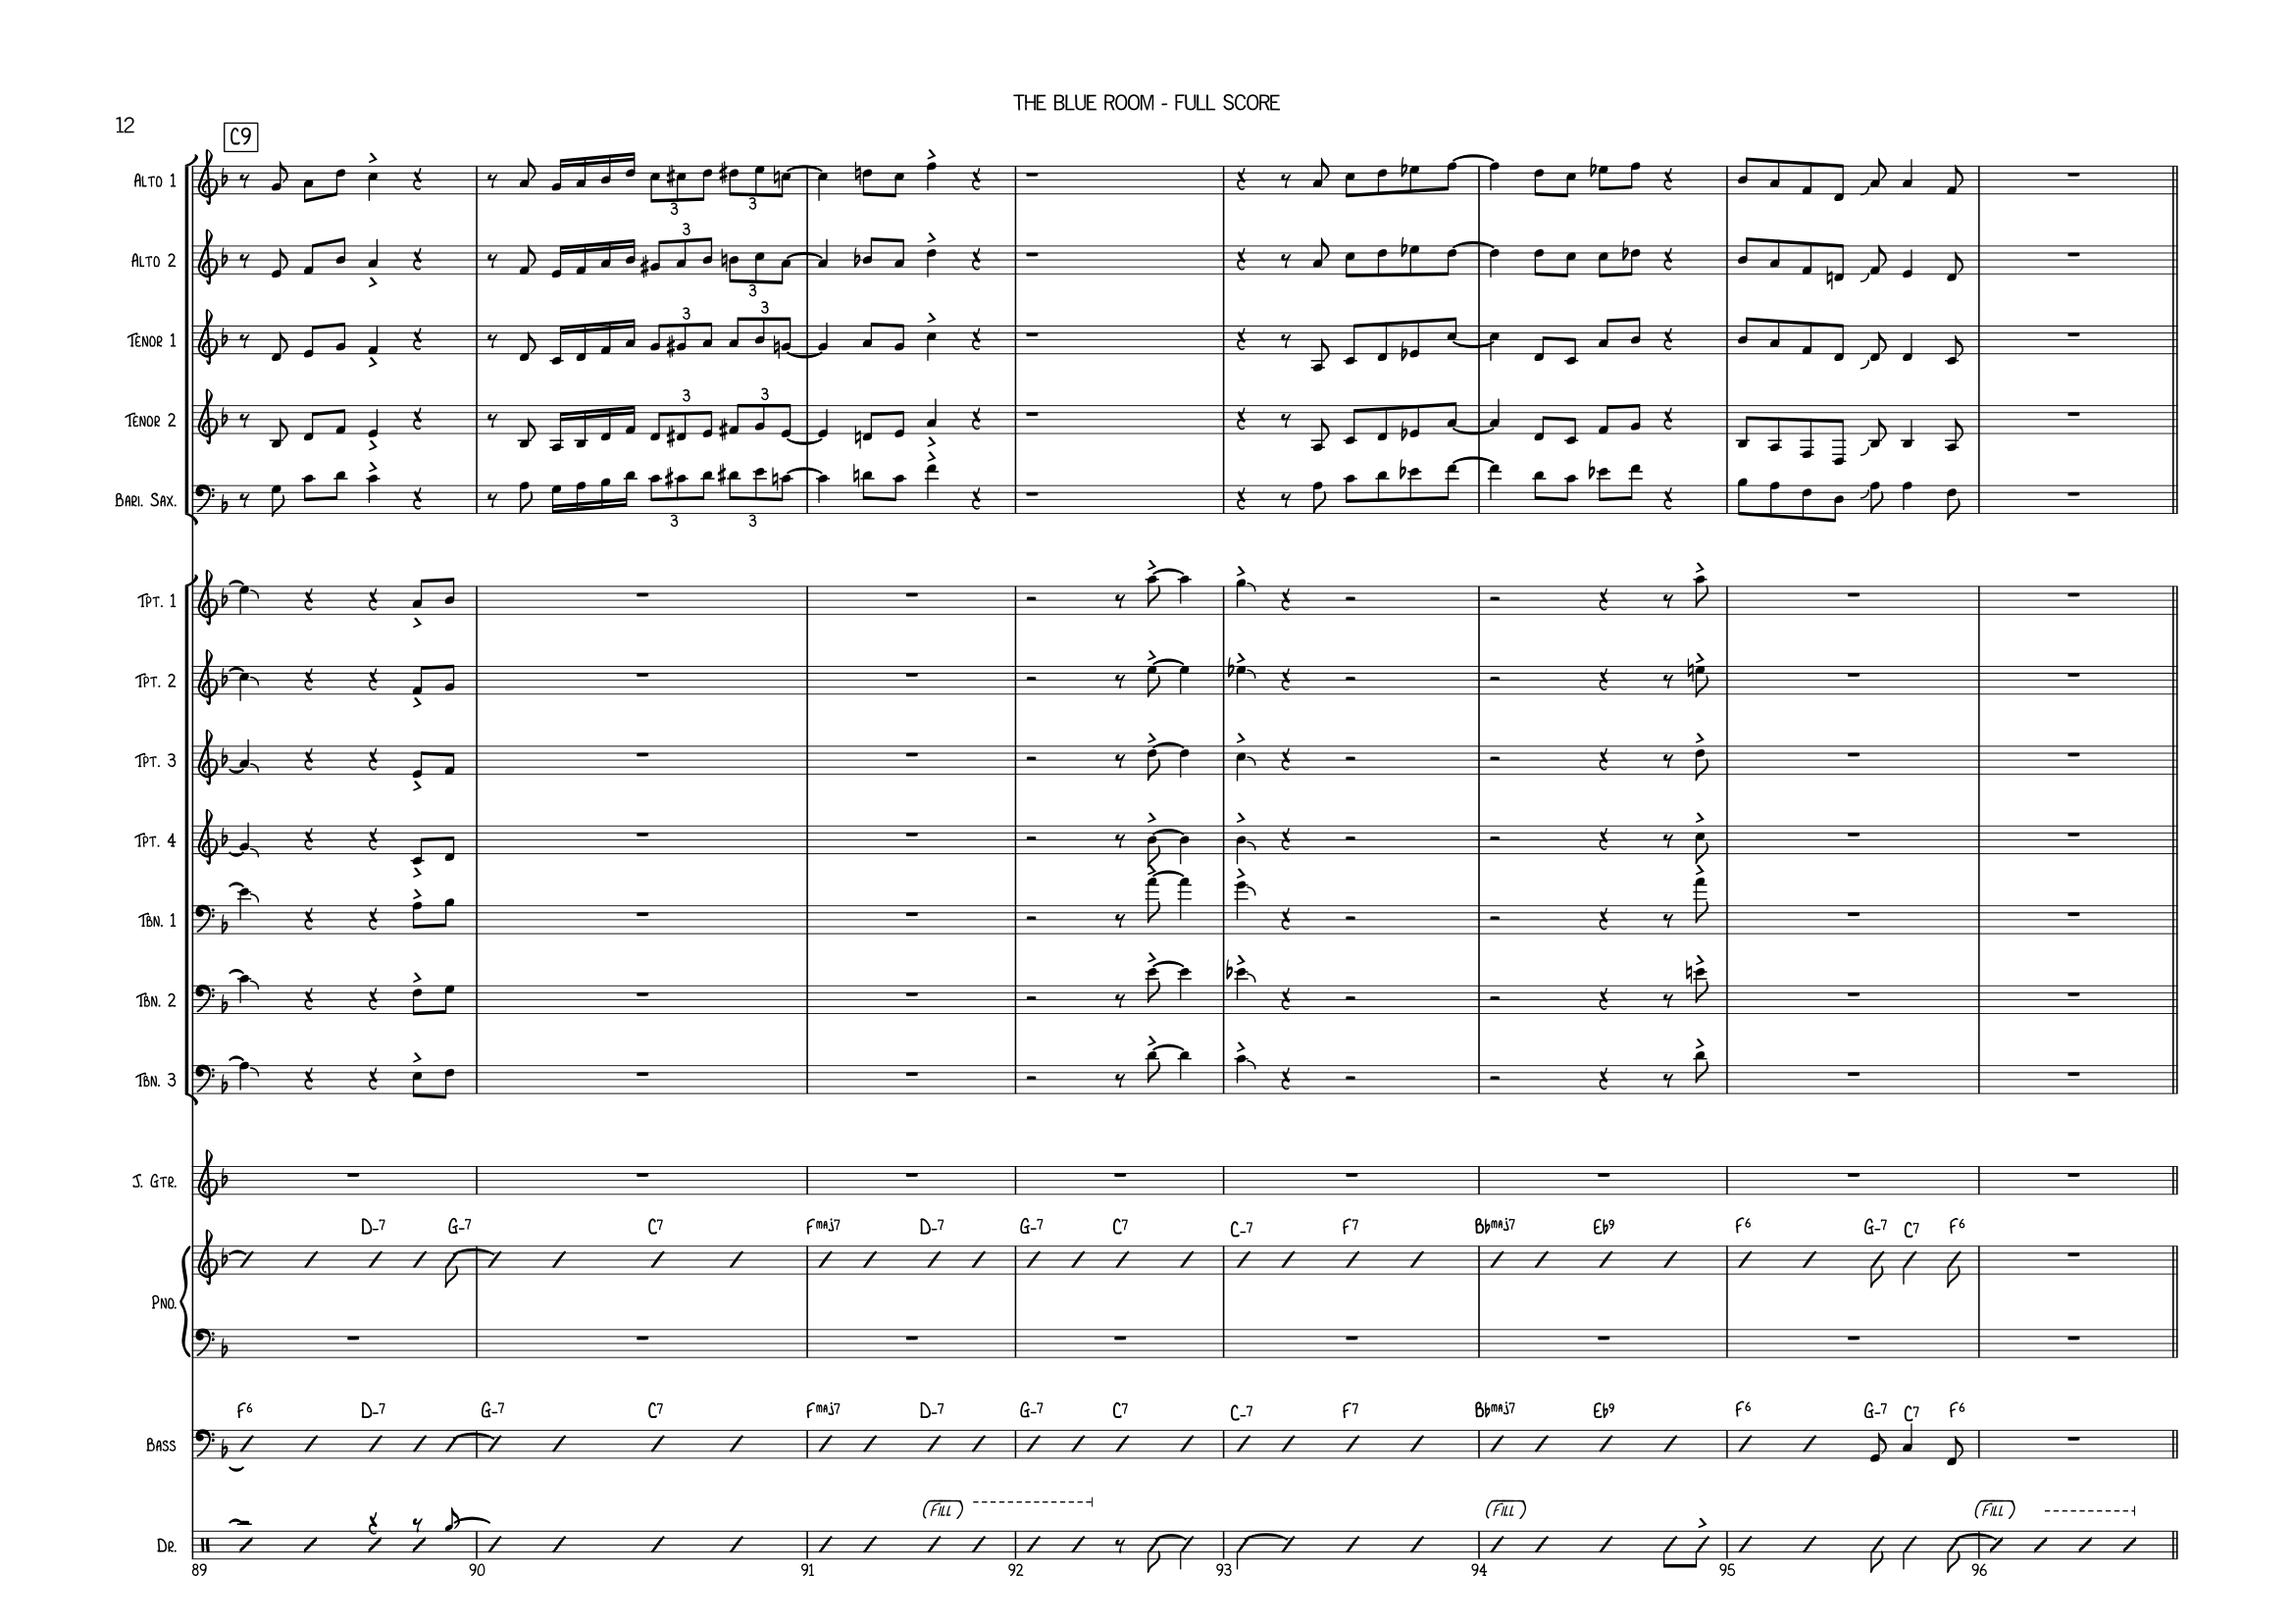 THE BLUE ROOM - FULL SCORE
12
C9
ALTO 1
3 3
ALTO 2
3 3
TENOR 1
3 3
TENOR 2
3 3
BARI. SAX.
3 3
TPT. 1
TPT. 2
TPT. 3
TPT. 4
TBN. 1
TBN. 2
TBN. 3
J. GTR.
D-7 G-7 C7 Fmaj7 D-7 G-7 C7 C-7 F7 Bbmaj7 Eb9 F6 G-7 C7 F6
PNO.
F6 D-7 G-7 C7 Fmaj7 D-7 G-7 C7 C-7 F7 Bbmaj7 Eb9 F6 G-7 C7 F6
BASS
(FILL) (FILL) (FILL)
DR.
89 90 91 92 93 94 95 96